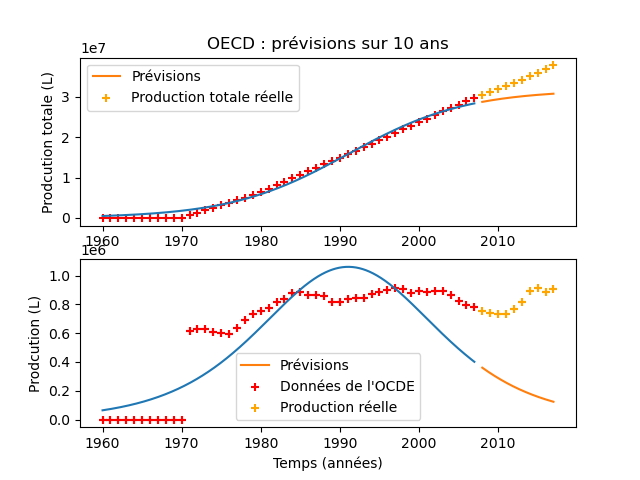 OECD : prévisions sur 10 ans
1e7
Prodcution totale (L)
3
2
1
0
Prévisions
Production totale réelle
1960 1970 1980 1990 2000 2010
1e6
Prodcution (L)
1.0
0.8
0.6
0.4
0.2
0.0
Prévisions
Données de l'OCDE
Production réelle
1960 1970 1980 1990 2000 2010
Temps (années)